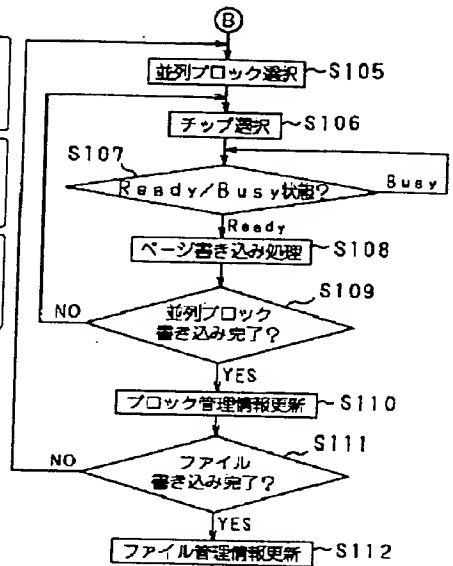 B
並列ブロック選択 ~S105
チップ選択 ~S106
S107
Ready/Busy状態?
Busy
Ready
ページ書き込み処理 ~S108
S109
並列ブロック
書き込み完了?
NO
YES
ブロック管理情報更新 ~S110
S111
ファイル
書き込み完了?
NO
YES
ファイル管理情報更新 ~S112